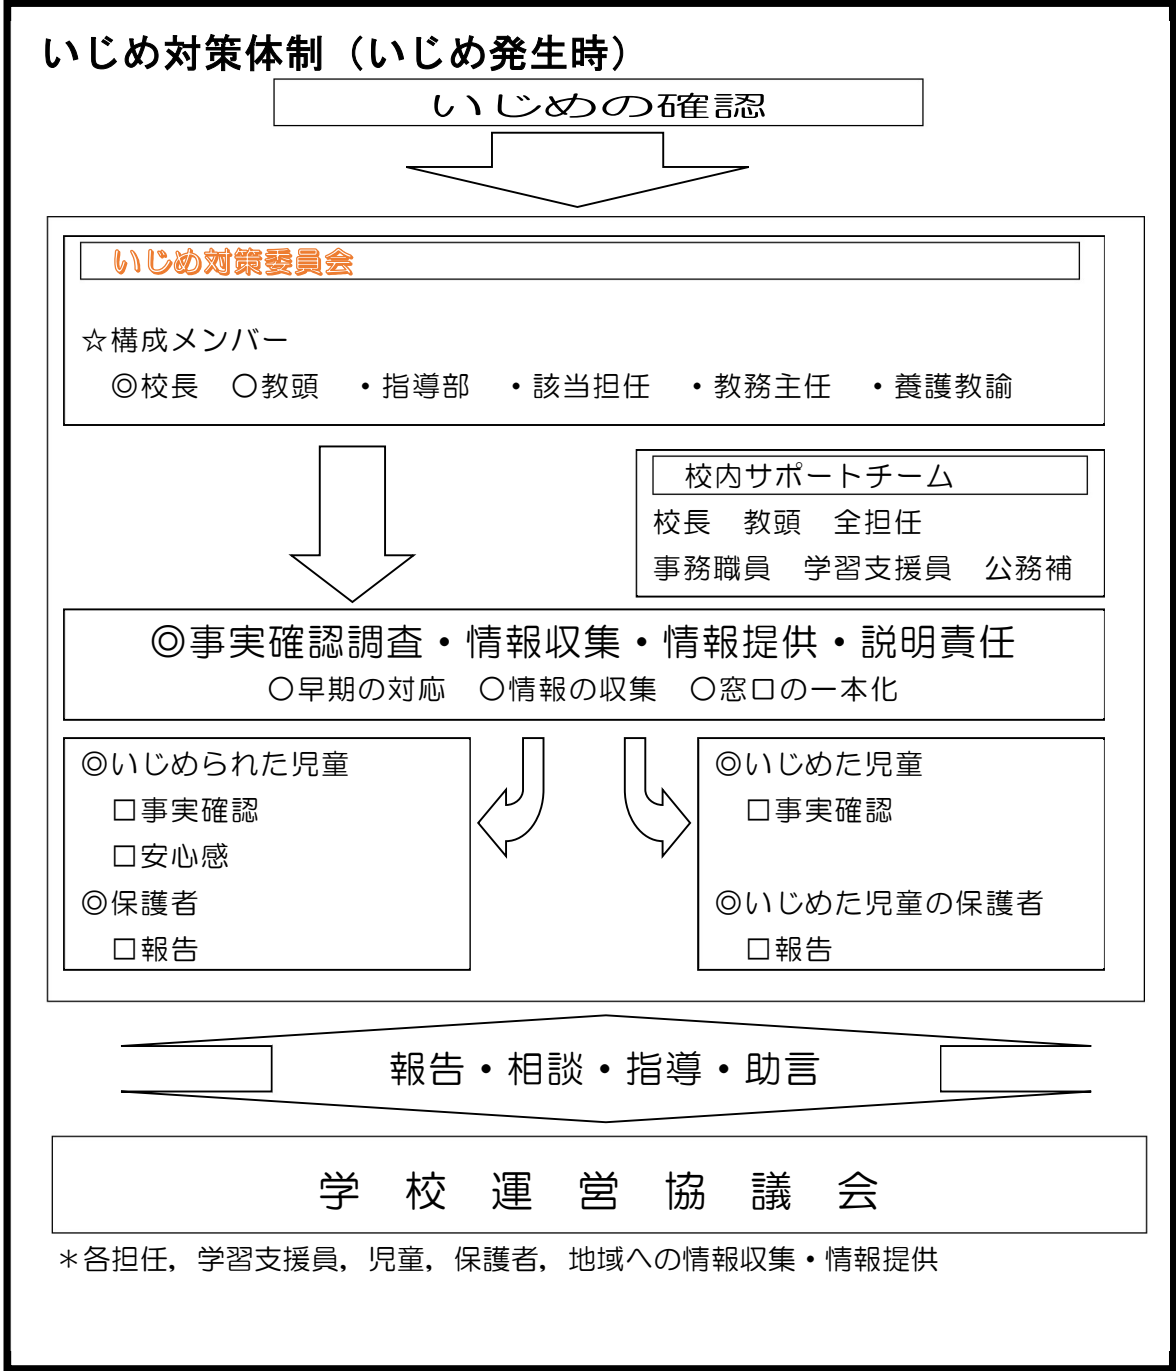 いじめ対策体制（いじめ発生時）
いじめの確認
いじめ対策委員会
☆構成メンバー
◎校長　○教頭　・指導部　・該当担任　・教務主任　・養護教諭
校内サポートチーム
校長　教頭　全担任
事務職員　学習支援員　公務補
◎事実確認調査・情報収集・情報提供・説明責任
○早期の対応　○情報の収集　○窓口の一本化
◎いじめられた児童
□事実確認
□安心感
◎保護者
□報告
◎いじめた児童
□事実確認
◎いじめた児童の保護者
□報告
報告・相談・指導・助言
学　校　運　営　協　議　会
＊各担任，学習支援員，児童，保護者，地域への情報収集・情報提供